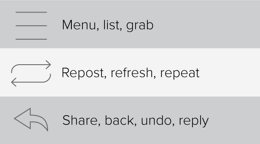 Menu, list, grab
Repost, refresh, repeat
Share, back, undo, reply